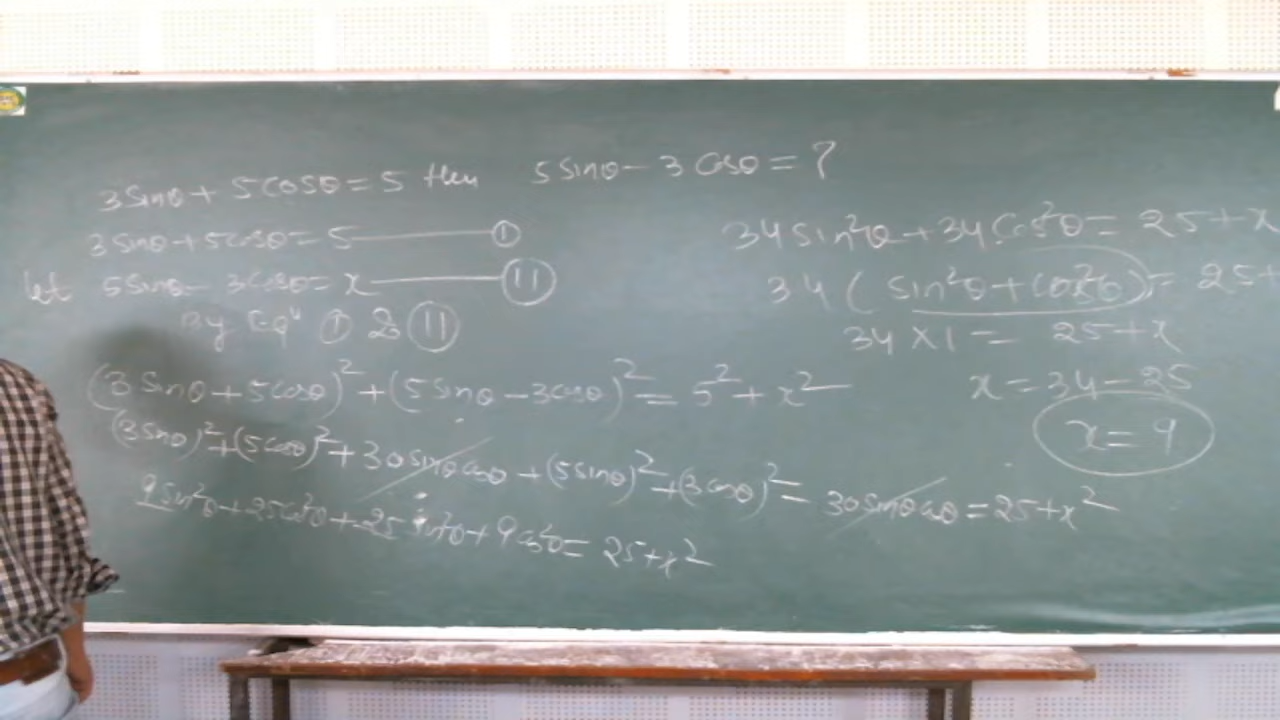 3sinθ + 5cosθ = 5 then 5sinθ - 3cosθ = ?
3sinθ + 5cosθ = 5 ——— (I)
let 5sinθ - 3cosθ = x ——— (II)
By Eqⁿ (I) & (II)
(3sinθ + 5cosθ)² + (5sinθ - 3cosθ)² = 5² + x²
(3sinθ)² + (5cosθ)² + 30sinθcosθ + (5sinθ)² + (3cosθ)² - 30sinθcosθ = 25 + x²
9sin²θ + 25cos²θ + 25sin²θ + 9cos²θ = 25 + x²
34sin²θ + 34cos²θ = 25 + x
34(sin²θ + cos²θ) = 25+
34 × 1 = 25 + x
x = 34 - 25
x = 9